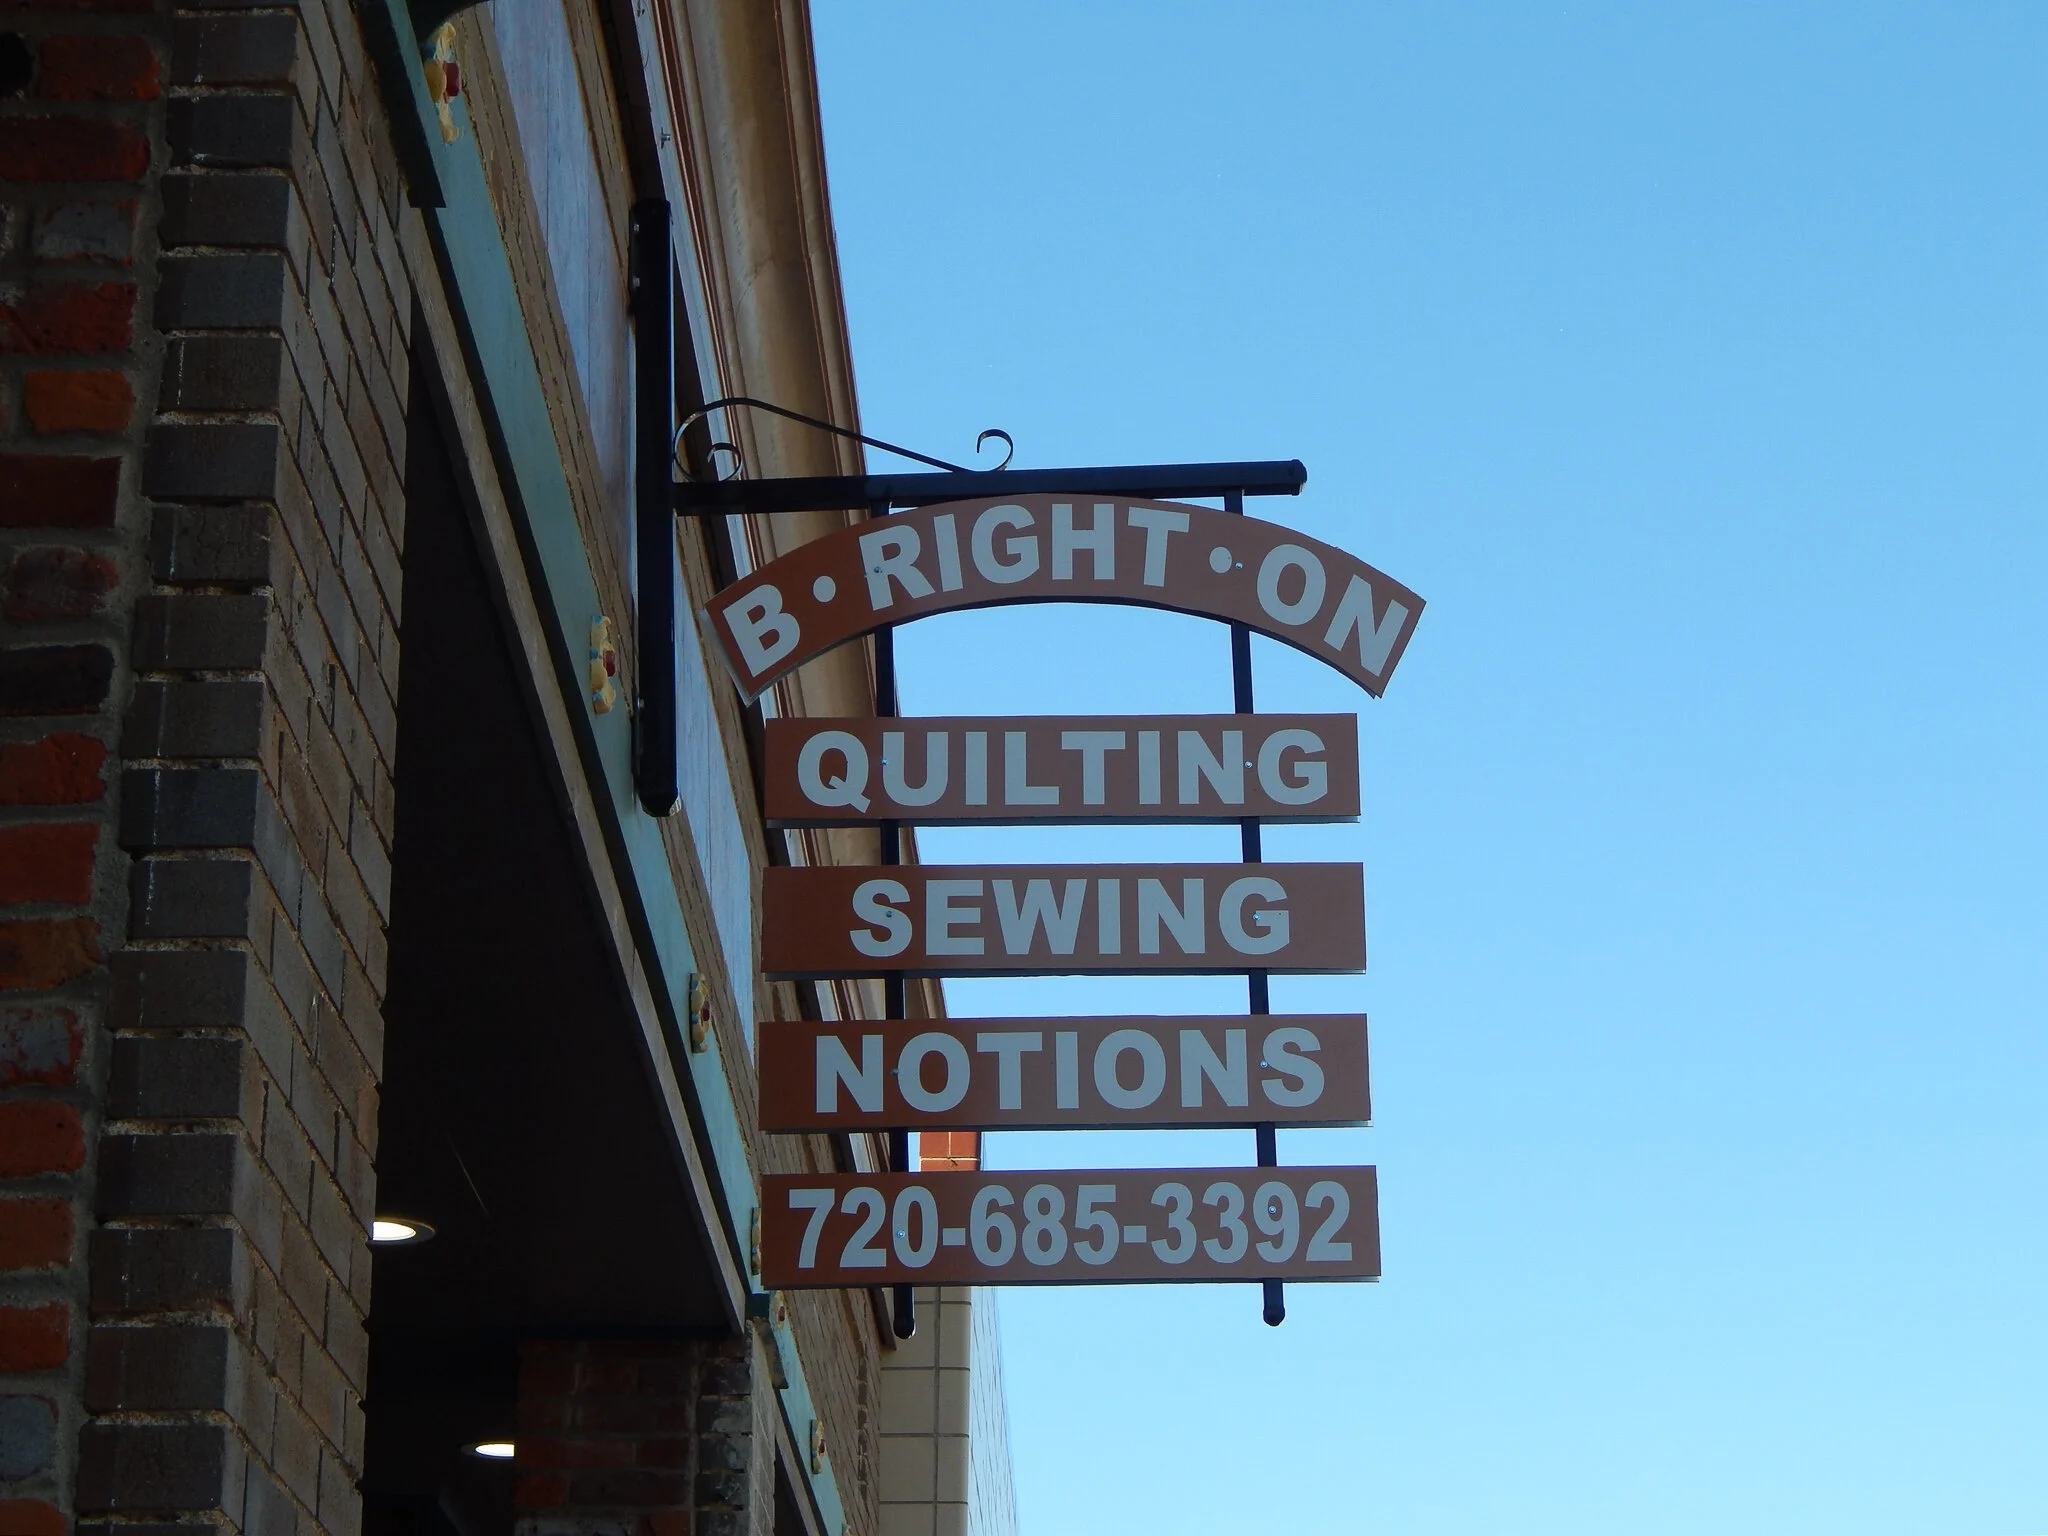 B•RIGHT•ON
QUILTING
SEWING
NOTIONS
720-685-3392